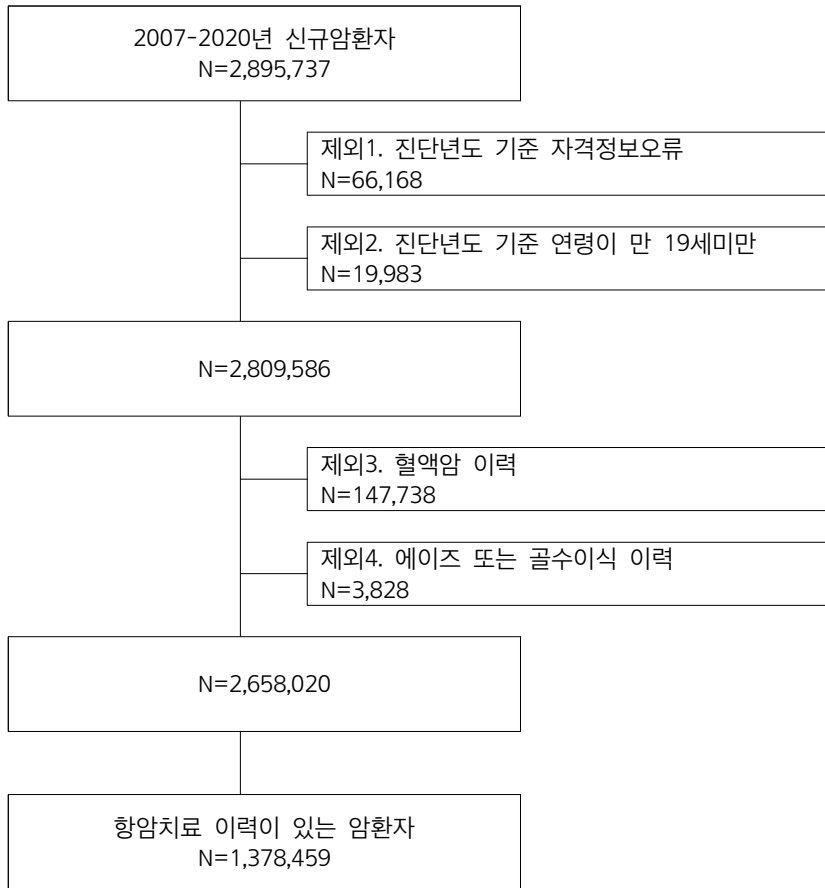 2007-2020년 신규암환자
N=2,895,737
제외1. 진단년도 기준 자격정보오류
N=66,168
제외2. 진단년도 기준 연령이 만 19세미만
N=19,983
N=2,809,586
제외3. 혈액암 이력
N=147,738
제외4. 에이즈 또는 골수이식 이력
N=3,828
N=2,658,020
항암치료 이력이 있는 암환자
N=1,378,459